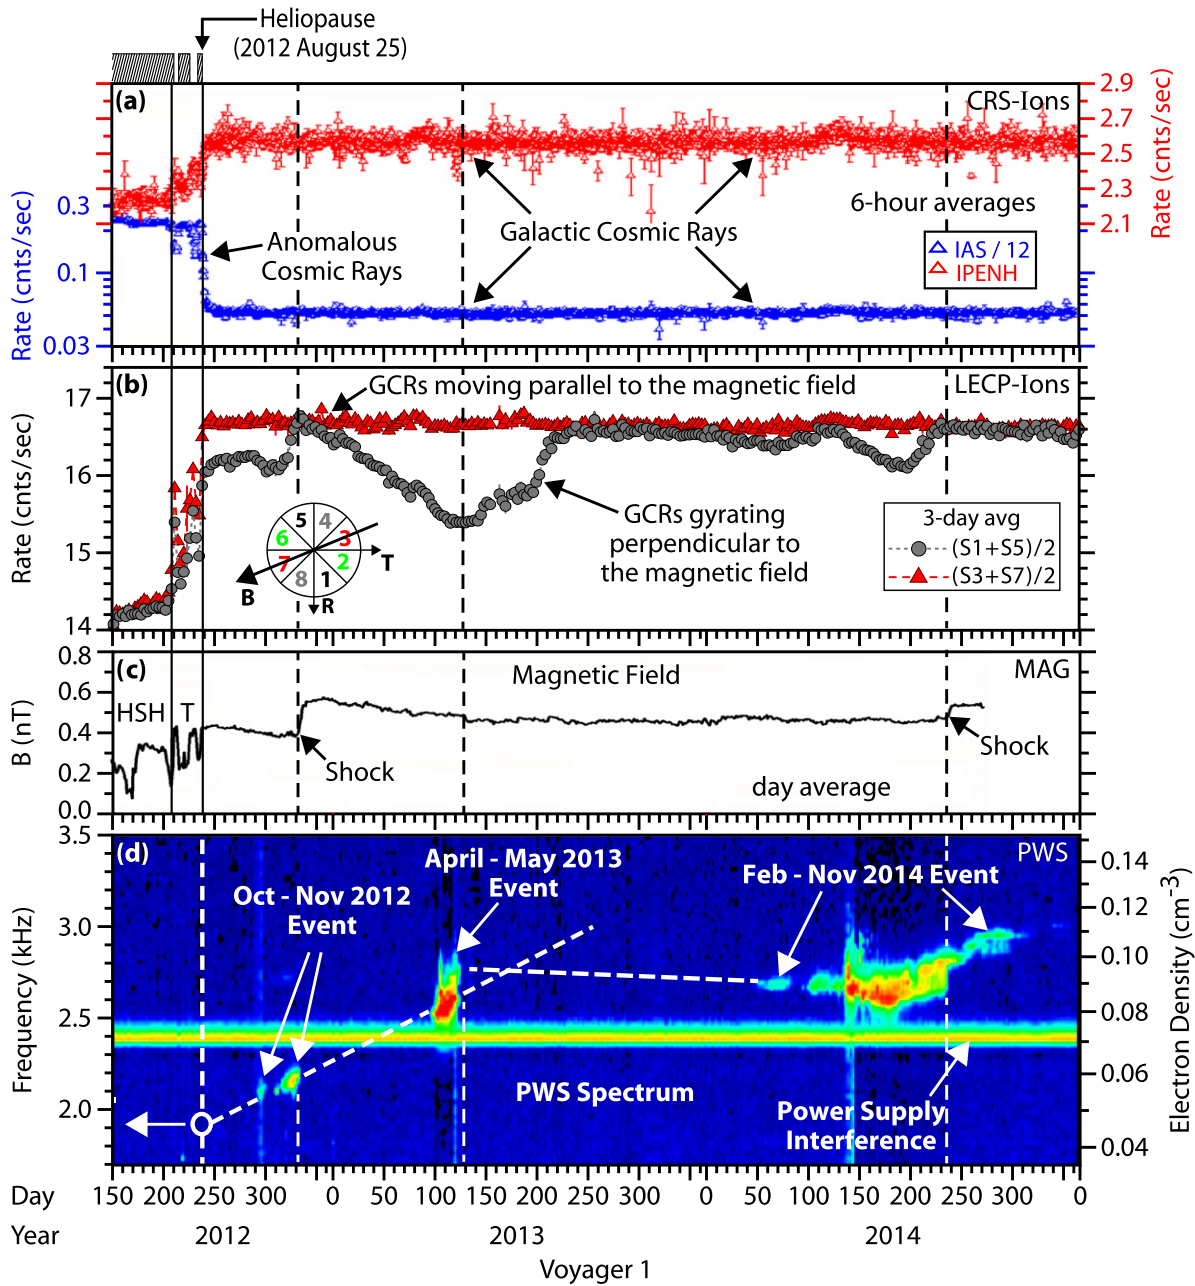 Heliopause
(2012 August 25)
(a)
CRS-Ions
2.9
2.7
2.5
2.3
2.1
Rate (cnts/sec)
0.3
0.1
0.03
Rate (cnts/sec)
Anomalous
Cosmic Rays
Galactic Cosmic Rays
6-hour averages
IAS / 12
IPENH
(b)
GCRs moving parallel to the magnetic field
LECP-Ions
17
16
15
14
Rate (cnts/sec)
5 4
6 3
7 2
8 1
T
B
R
GCRs gyrating
perpendicular to
the magnetic field
3-day avg
(S1+S5)/2
(S3+S7)/2
(c)
Magnetic Field
MAG
0.8
0.6
0.4
0.2
0.0
B (nT)
HSH T
Shock
Shock
day average
(d)
PWS
3.5
3.0
2.5
2.0
Frequency (kHz)
April - May 2013
Event
Feb - Nov 2014 Event
Oct - Nov 2012
Event
0.14
0.12
0.10
0.08
0.06
0.04
Electron Density (cm-3)
PWS Spectrum
Power Supply
Interference
Day 150 200 250 300 0 50 100 150 200 250 300 0 50 100 150 200 250 300 0
Year 2012 2013 2014
Voyager 1